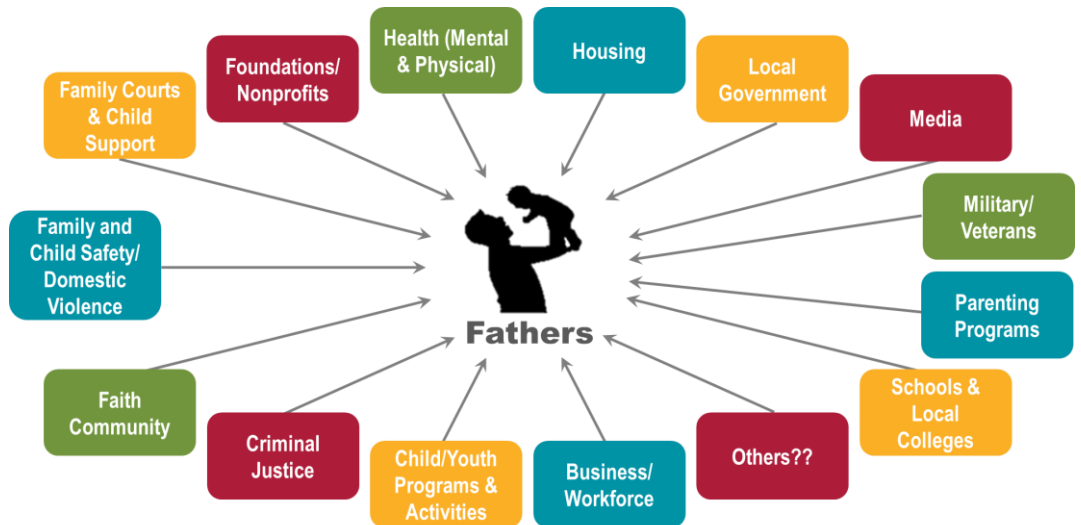 Health (Mental
& Physical)
Housing
Foundations/
Nonprofits
Local
Government
Family Courts
& Child
Support
Media
Family and
Child Safety/
Domestic
Violence
Military/
Veterans
Fathers
Parenting
Programs
Faith
Community
Schools &
Local
Colleges
Criminal
Justice
Child/Youth
Programs &
Activities
Business/
Workforce
Others??